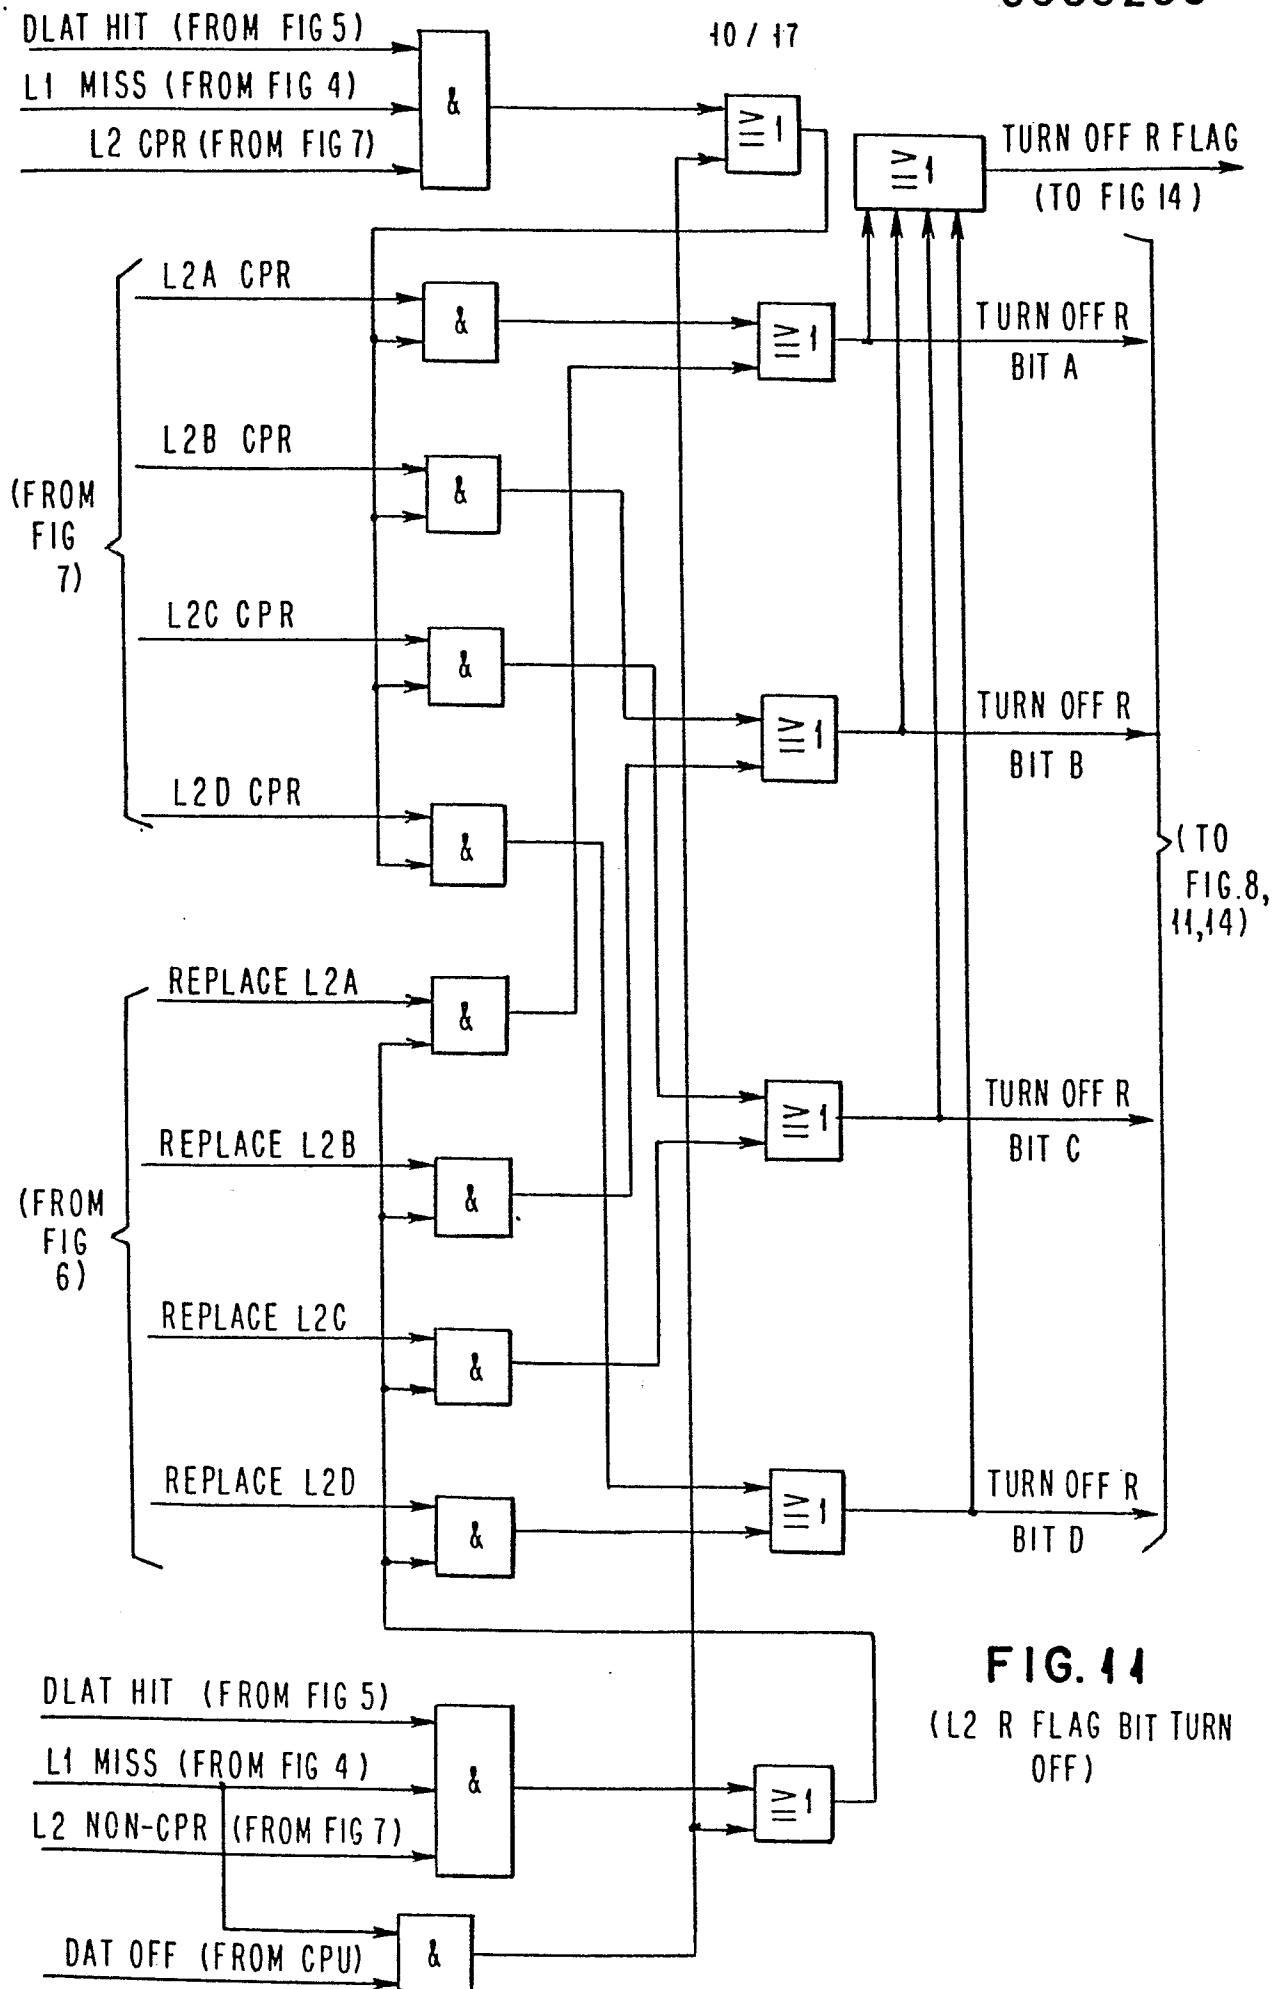 10 / 17
DLAT HIT (FROM FIG 5)
L1 MISS (FROM FIG 4)
L2 CPR (FROM FIG 7)
&
≥ 1
≥ 1
TURN OFF R FLAG
(TO FIG 14)
(FROM
FIG
7)
L2A CPR
&
≥ 1
TURN OFF R
BIT A
L2B CPR
&
L2C CPR
&
≥ 1
TURN OFF R
BIT B
L2D CPR
&
(TO
FIG.8,
11,14)
(FROM
FIG
6)
REPLACE L2A
&
≥ 1
TURN OFF R
BIT C
REPLACE L2B
&
REPLACE L2C
&
REPLACE L2D
&
≥ 1
TURN OFF R
BIT D
DLAT HIT (FROM FIG 5)
L1 MISS (FROM FIG 4)
L2 NON-CPR (FROM FIG 7)
&
≥ 1
DAT OFF (FROM CPU)
&
FIG. 11
(L2 R FLAG BIT TURN
OFF)